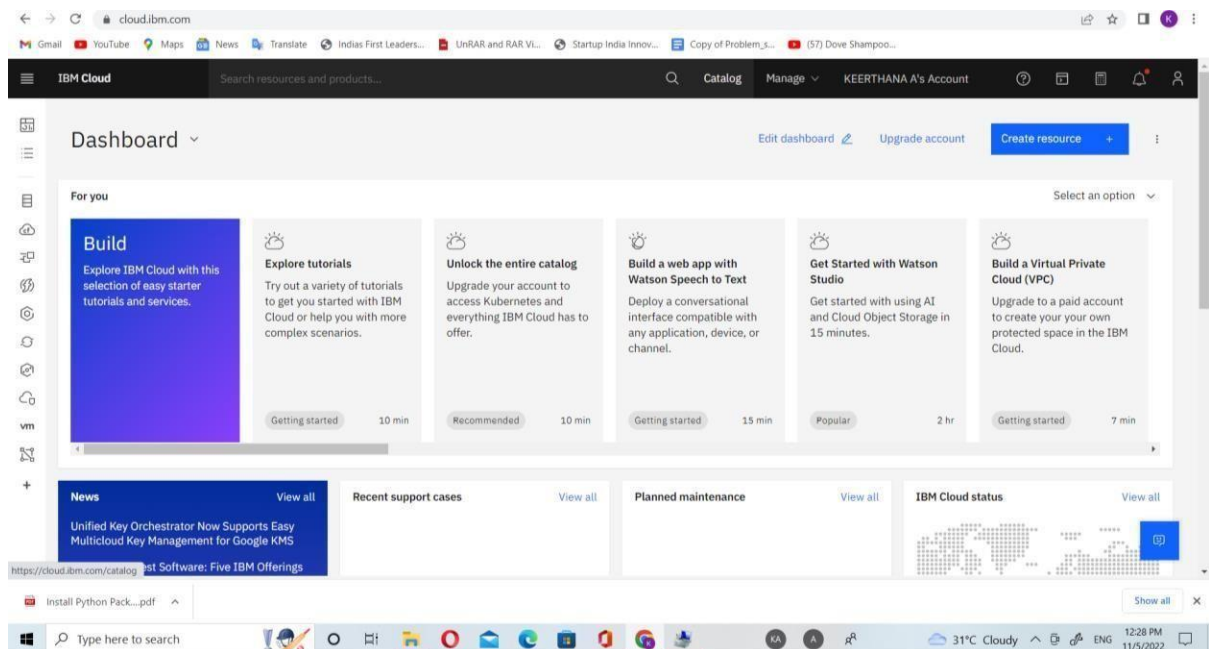 cloud.ibm.com
K
Gmail YouTube Maps News Translate Indias First Leaders... UnRAR and RAR Vi... Startup India Innov... Copy of Problem_s... (57) Dove Shampoo...
IBM Cloud Search resources and products... Catalog Manage KEERTHANA A's Account
Dashboard
Edit dashboard Upgrade account Create resource +
For you
Select an option
Build
Explore IBM Cloud with this
selection of easy starter
tutorials and services.
Explore tutorials
Try out a variety of tutorials
to get you started with IBM
Cloud or help you with more
complex scenarios.
Getting started 10 min
Unlock the entire catalog
Upgrade your account to
access Kubernetes and
everything IBM Cloud has to
offer.
Recommended 10 min
Build a web app with
Watson Speech to Text
Deploy a conversational
interface compatible with
any application, device, or
channel.
Getting started 15 min
Get Started with Watson
Studio
Get started with using AI
and Cloud Object Storage in
15 minutes.
Popular 2 hr
Build a Virtual Private
Cloud (VPC)
Upgrade to a paid account
to create your your own
protected space in the IBM
Cloud.
Getting started 7 min
vm
News View all
Unified Key Orchestrator Now Supports Easy
Multicloud Key Management for Google KMS
est Software: Five IBM Offerings
Recent support cases View all
Planned maintenance View all
IBM Cloud status View all
https://cloud.ibm.com/catalog
Install Python Pack....pdf
Show all
Type here to search
KA A
31°C Cloudy ENG
12:28 PM
11/5/2022